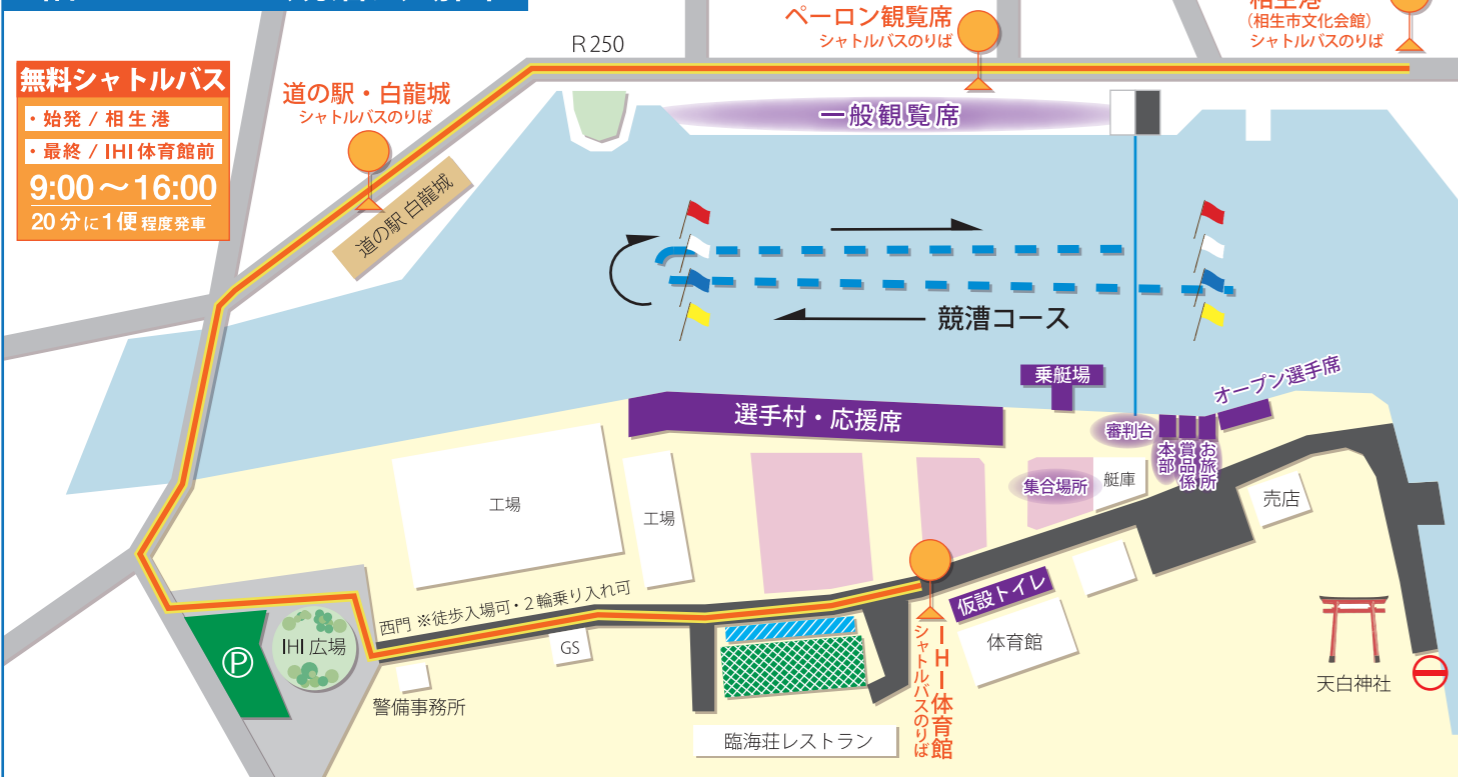 ペーロン観覧席
シャトルバスのりば
(相生市文化会館)
シャトルバスのりば
R250
無料シャトルバス
・始発 / 相生港
・最終 / IHI体育館前
9:00〜16:00
20分に1便程度発車
道の駅・白龍城
シャトルバスのりば
一般観覧席
道の駅 白龍城
競漕コース
乗艇場
オープン選手席
選手村・応援席
審判台
本部
賞品係
お旅所
工場
工場
集合場所
艇庫
売店
西門 ※徒歩入場可・2輪乗り入れ可
仮設トイレ
IHI広場
P
GS
体育館
IHI体育館
シャトルバスのりば
天白神社
警備事務所
臨海荘レストラン